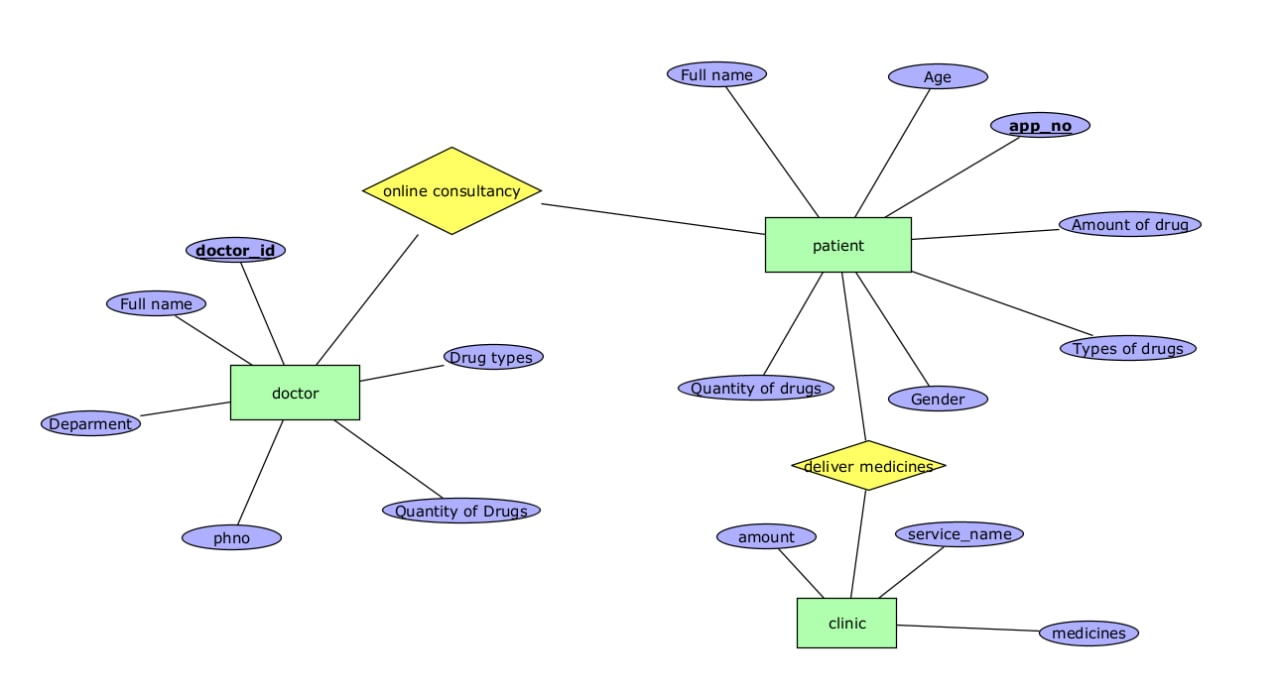 Full name
Age
app_no
online consultancy
Amount of drug
patient
doctor_id
Full name
Types of drugs
Drug types
Quantity of drugs
doctor
Gender
Deparment
deliver medicines
Quantity of Drugs
phno
amount
service_name
clinic
medicines